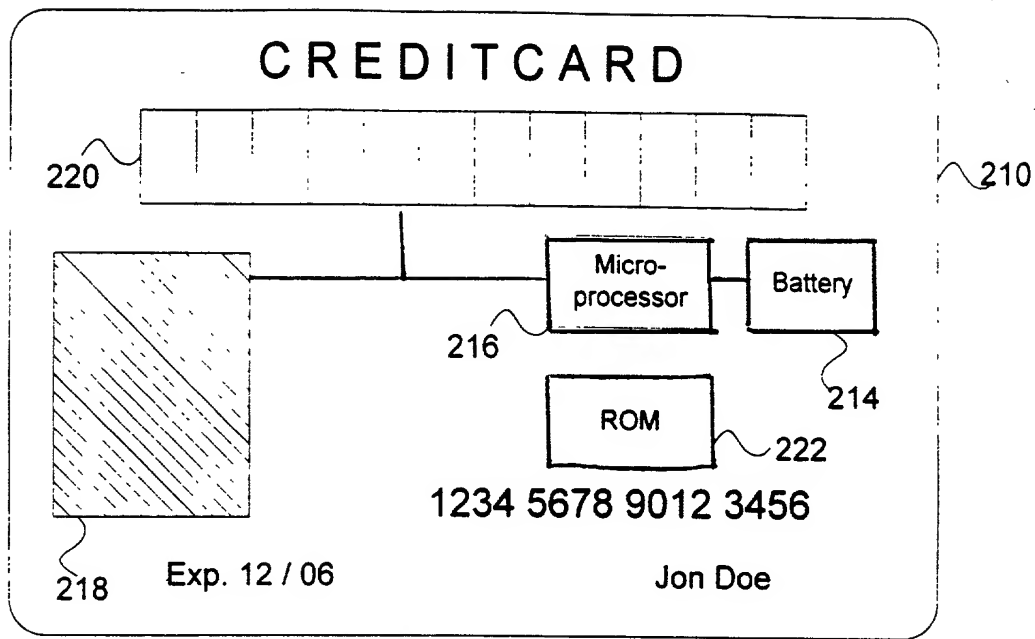 CREDITCARD
220
210
Micro-
processor
Battery
216
214
ROM
222
1234 5678 9012 3456
218
Exp. 12 / 06
Jon Doe